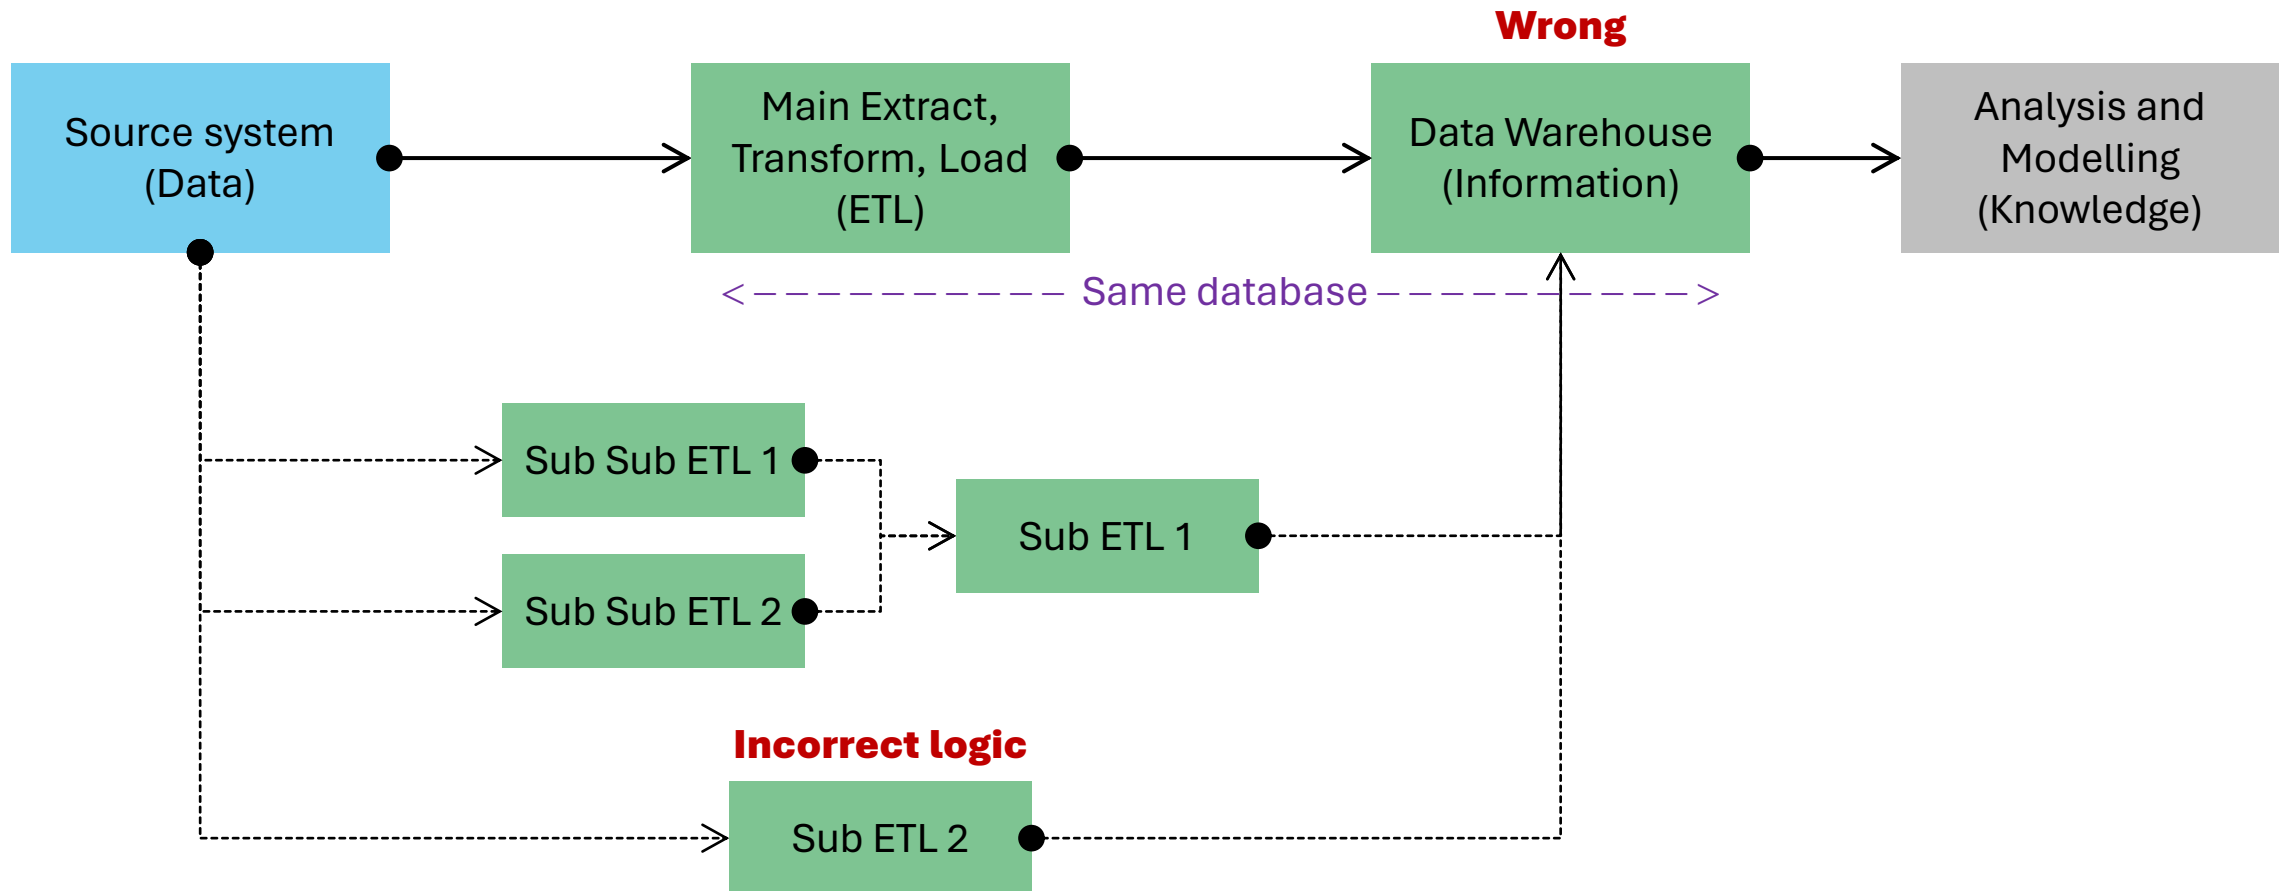 Wrong
Source system
(Data)
Main Extract,
Transform, Load
(ETL)
Data Warehouse
(Information)
Analysis and
Modelling
(Knowledge)
Same database
Sub Sub ETL 1
Sub ETL 1
Sub Sub ETL 2
Incorrect logic
Sub ETL 2